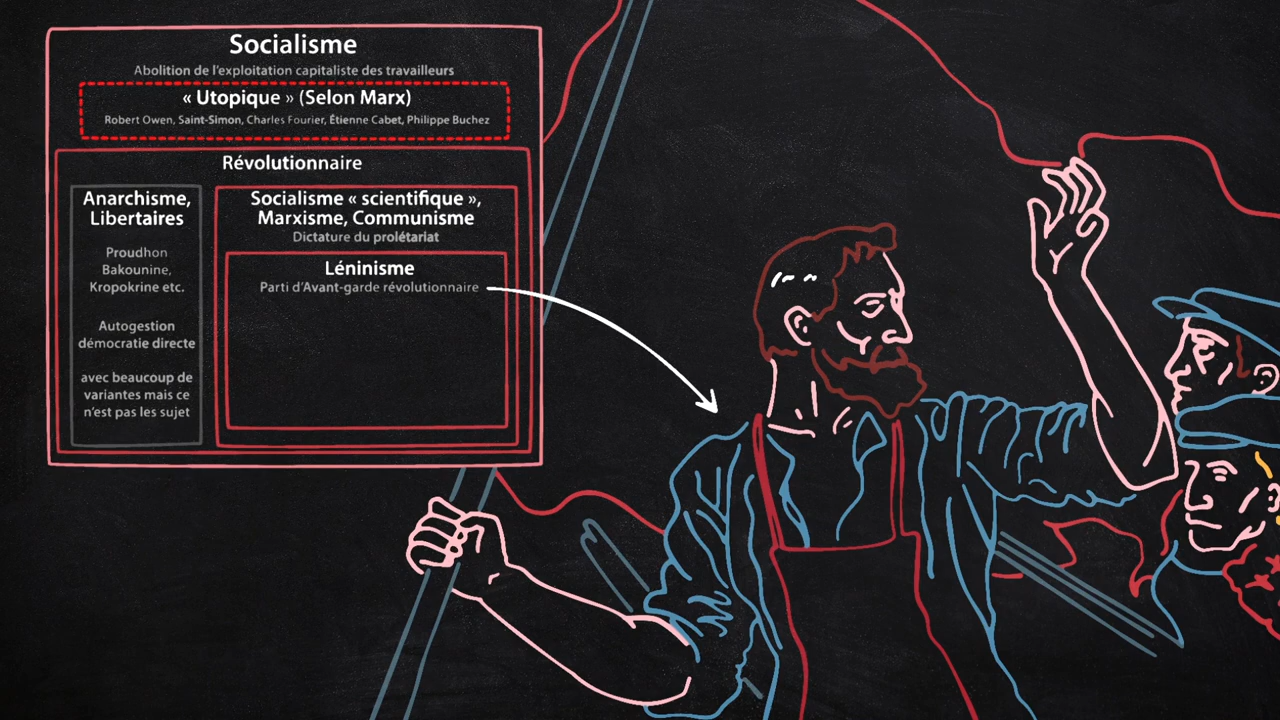 Socialisme
Abolition de l'exploitation capitaliste des travailleurs
« Utopique » (Selon Marx)
Robert Owen, Saint-Simon, Charles Fourier, Étienne Cabet, Philippe Buchez
Révolutionnaire
Anarchisme,
Libertaires
Proudhon
Bakounine,
Kropokrine etc.
Autogestion
démocratie directe
avec beaucoup de
variantes mais ce
n'est pas les sujet
Socialisme « scientifique »,
Marxisme, Communisme
Dictature du prolétariat
Léninisme
Parti d'Avant-garde révolutionnaire